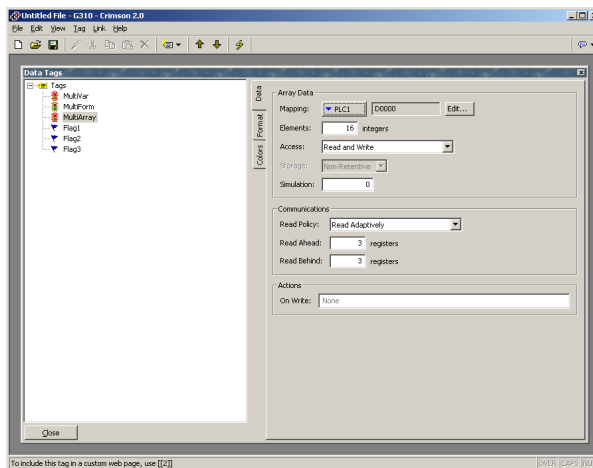 Untitled File - G310 - Crimson 2.0
File Edit View Tag Link Help
Data Tags
Tags
MultiVar
MultiForm
MultiArray
Flag1
Flag2
Flag3
Data
Format
Colors
Array Data
Mapping: PLC1 D0000 Edit...
Elements: 16 integers
Access: Read and Write
Storage: Non-Retentive
Simulation: 0
Communications
Read Policy: Read Adaptively
Read Ahead: 3 registers
Read Behind: 3 registers
Actions
On Write: None
Close
To include this tag in a custom web page, use [[2]]
OVER CAPS NU